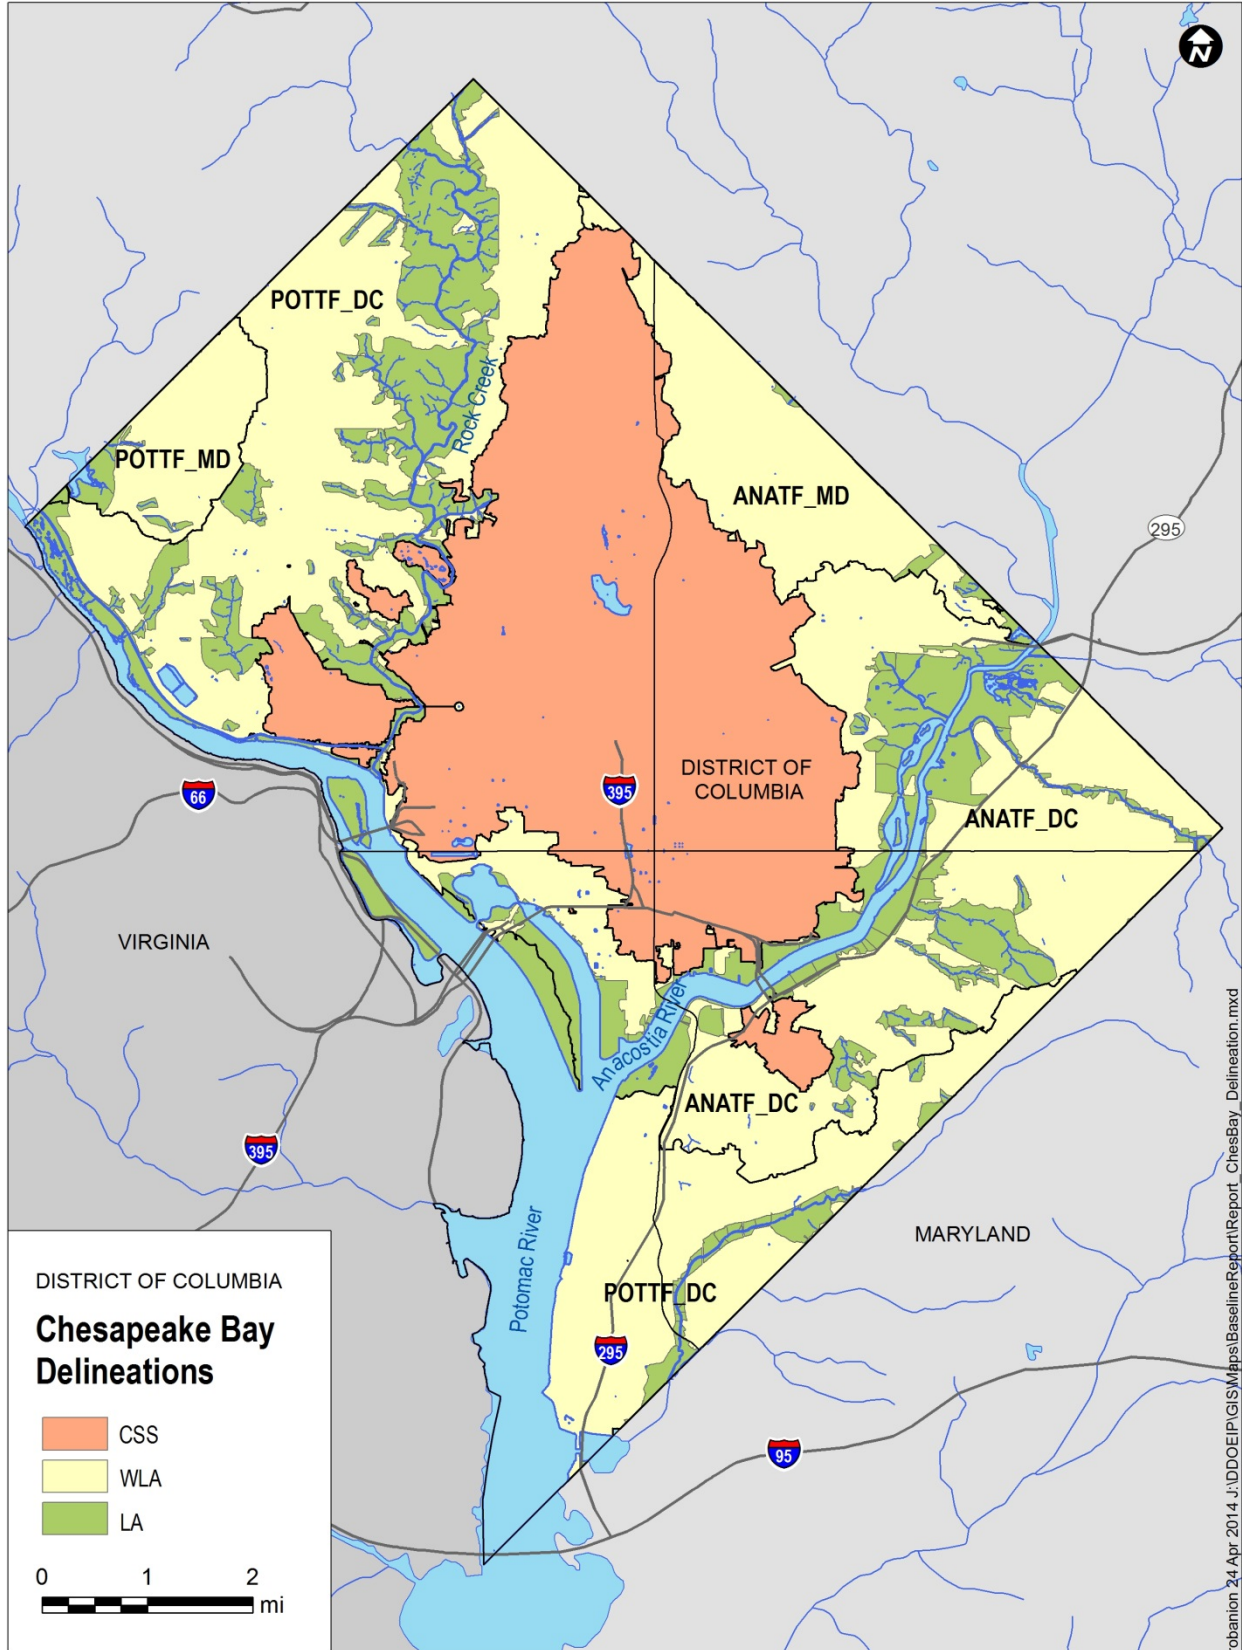 N
POTTF_DC
Rock Creek
POTTF_MD
ANATF_MD
295
66
395
DISTRICT OF
COLUMBIA
ANATF_DC
VIRGINIA
Anacostia River
ANATF_DC
395
Potomac River
MARYLAND
POTTF_DC
295
95
DISTRICT OF COLUMBIA
Chesapeake Bay
Delineations
CSS
WLA
LA
0 1 2
mi
robanion 24 Apr 2014 J:\DDOEIP\GIS\Maps\BaselineReport\Report_ChesBay_Delineation.mxd